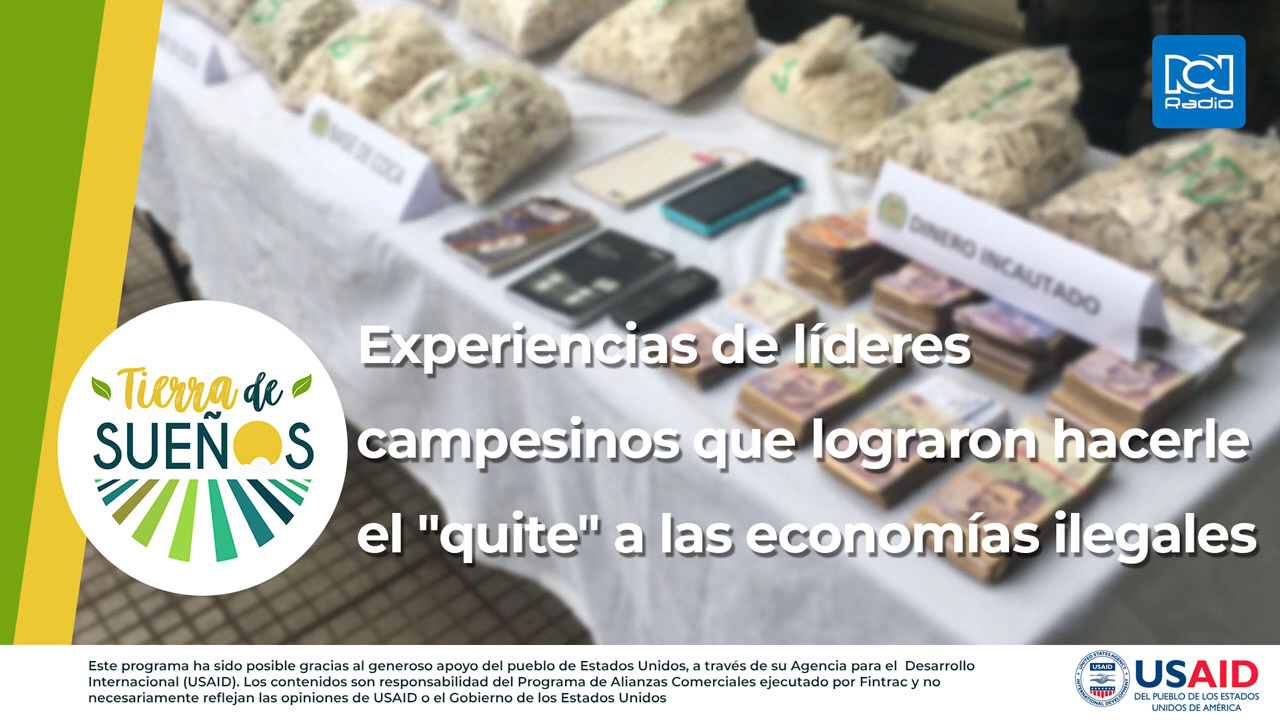 RCN
Radio
BASE DE COCA
DINERO INCAUTADO
Experiencias de líderes
campesinos que lograron hacerle
el "quite" a las economías ilegales
Tierra de
SUEÑOS
Este programa ha sido posible gracias al generoso apoyo del pueblo de Estados Unidos, a través de su Agencia para el Desarrollo
Internacional (USAID). Los contenidos son responsabilidad del Programa de Alianzas Comerciales ejecutado por Fintrac y no
necesariamente reflejan las opiniones de USAID o el Gobierno de los Estados Unidos
USAID
USAID
DEL PUEBLO DE LOS ESTADOS
UNIDOS DE AMÉRICA